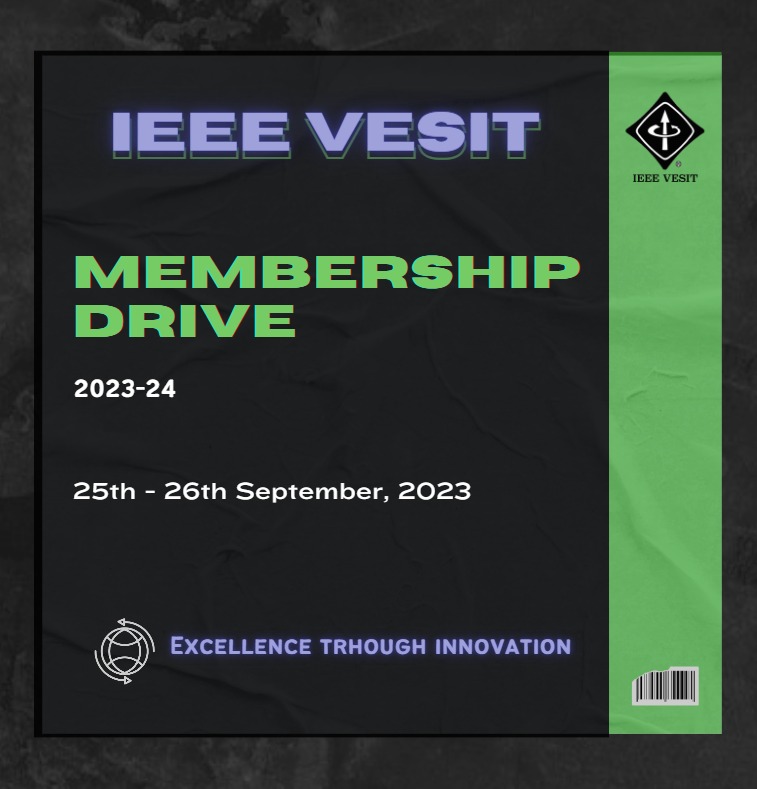 IEEE VESIT
IEEE VESIT
MEMBERSHIP
DRIVE
2023-24
25th - 26th September, 2023
EXCELLENCE TRHOUGH INNOVATION
®